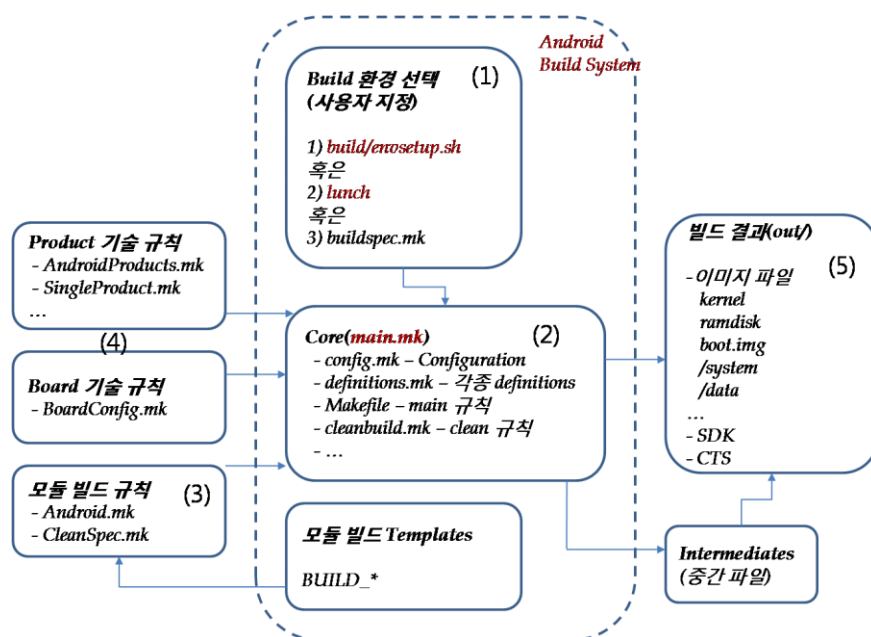 Android
Build System
Build 환경 선택 (1)
(사용자 지정)
1) build/envsetup.sh
혹은
2) lunch
혹은
3) buildspec.mk
Product 기술 규칙
- AndroidProducts.mk
- SingleProduct.mk
...
(4)
Board 기술 규칙
- BoardConfig.mk
모듈 빌드 규칙 (3)
- Android.mk
- CleanSpec.mk
Core(main.mk) (2)
- config.mk – Configuration
- definitions.mk – 각종 definitions
- Makefile – main 규칙
- cleanbuild.mk – clean 규칙
- ...
모듈 빌드 Templates
BUILD_*
빌드 결과(out/)
(5)
- 이미지 파일
kernel
ramdisk
boot.img
/system
/data
...
- SDK
- CTS
Intermediates
(중간 파일)